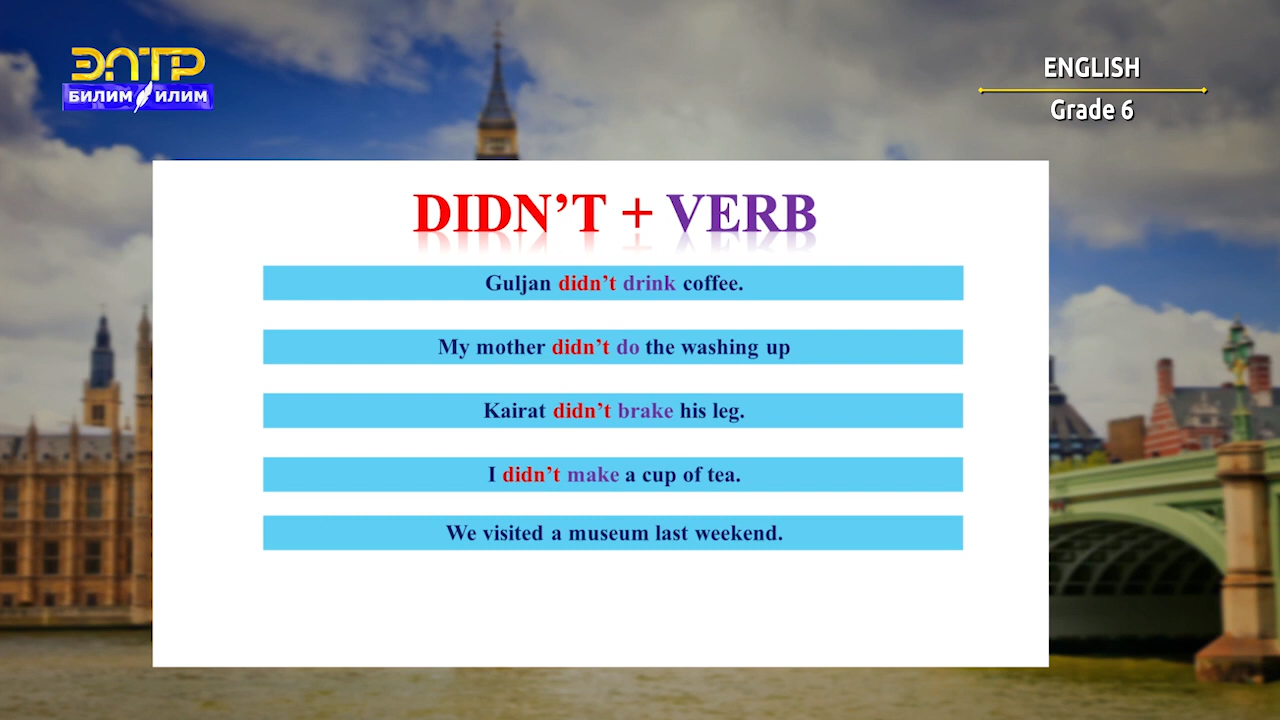 ЭЛТР
БИЛИМ ИЛИМ
ENGLISH
Grade 6
DIDN’T + VERB
Guljan didn’t drink coffee.
My mother didn’t do the washing up
Kairat didn’t brake his leg.
I didn’t make a cup of tea.
We visited a museum last weekend.